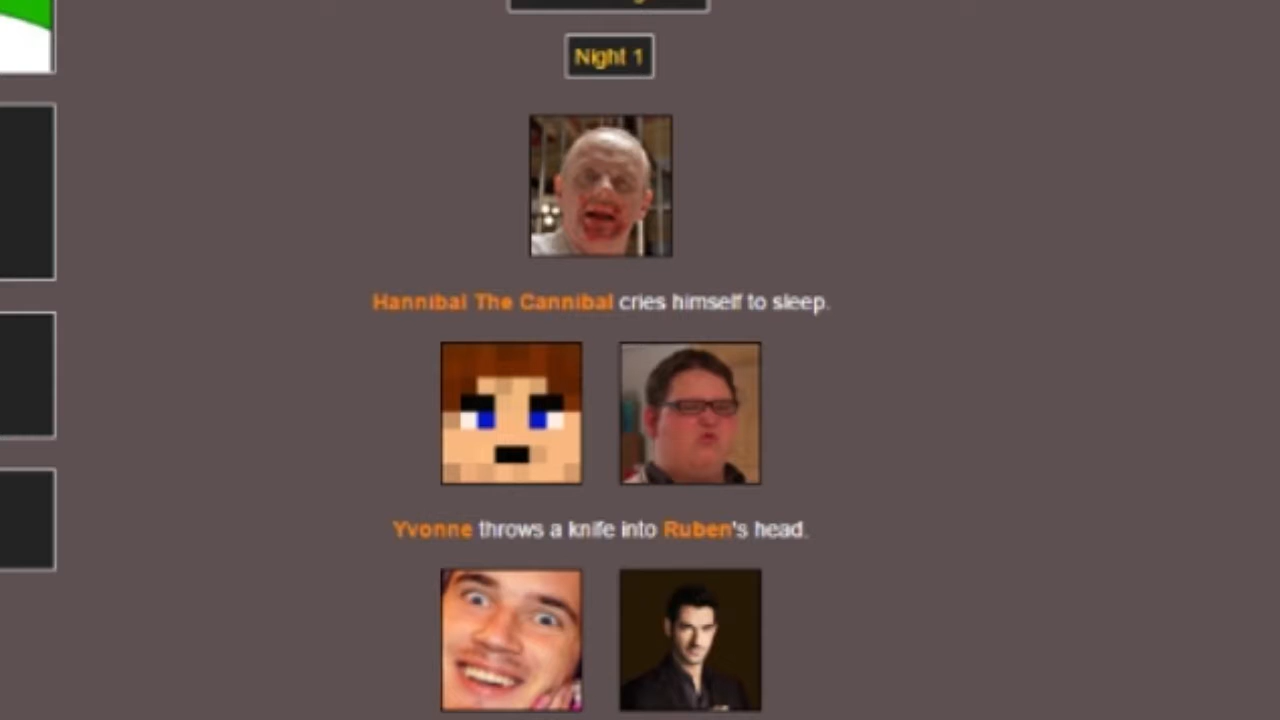 Night 1
Hannibal The Cannibal cries himself to sleep.
Yvonne throws a knife into Ruben's head.